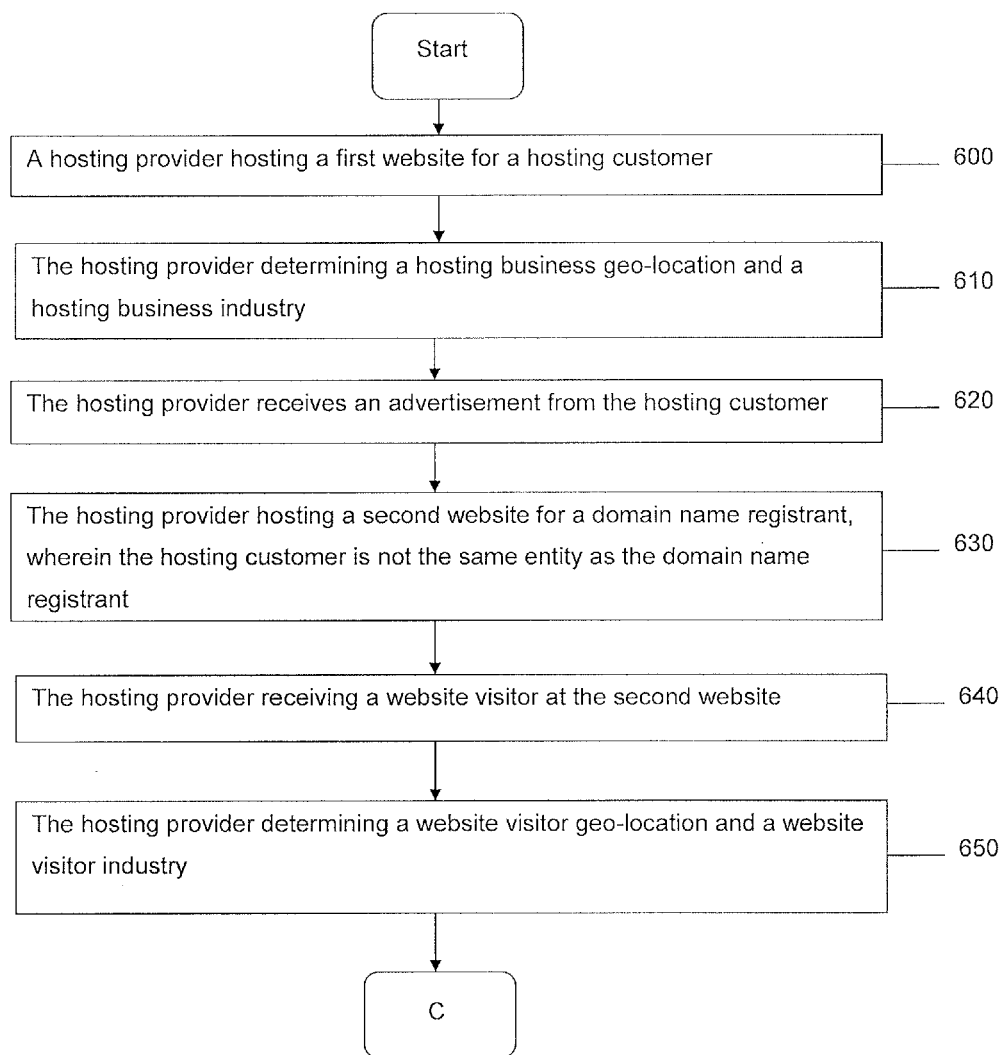 Start
A hosting provider hosting a first website for a hosting customer
600
The hosting provider determining a hosting business geo-location and a
hosting business industry
610
The hosting provider receives an advertisement from the hosting customer
620
The hosting provider hosting a second website for a domain name registrant,
wherein the hosting customer is not the same entity as the domain name
registrant
630
The hosting provider receiving a website visitor at the second website
640
The hosting provider determining a website visitor geo-location and a website
visitor industry
650
C